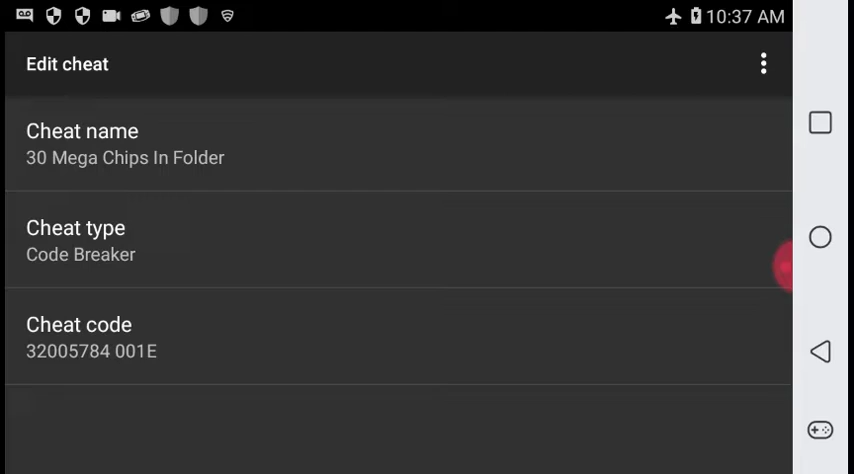 10:37 AM
Edit cheat
Cheat name
30 Mega Chips In Folder
Cheat type
Code Breaker
Cheat code
32005784 001E